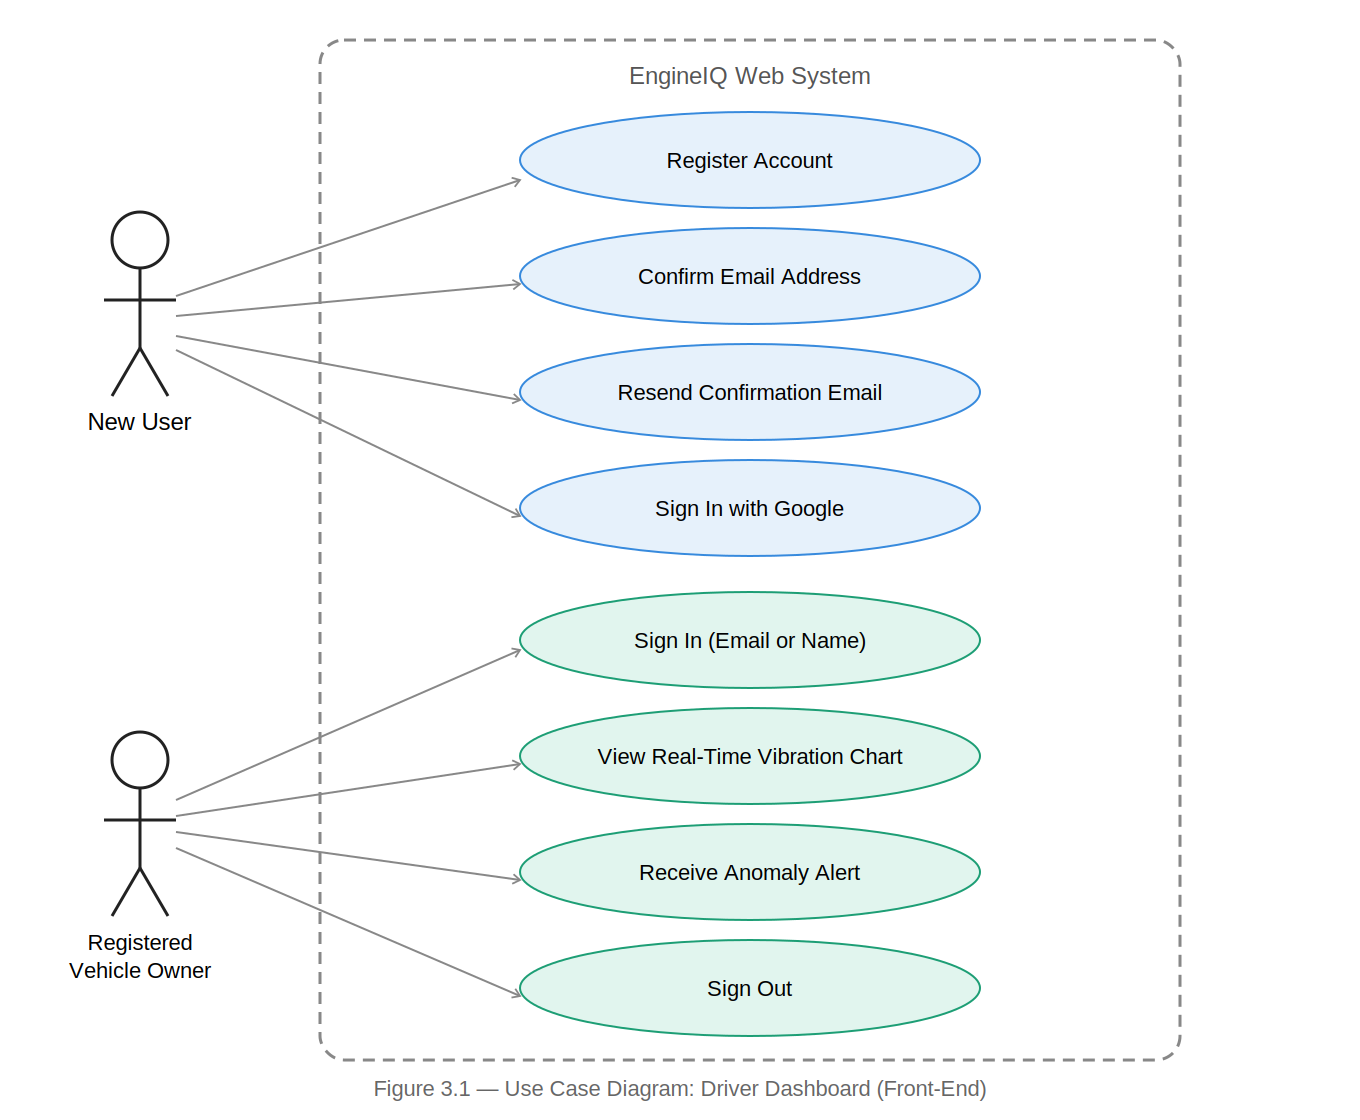 EngineIQ Web System
Register Account
Confirm Email Address
Resend Confirmation Email
Sign In with Google
New User
Sign In (Email or Name)
View Real-Time Vibration Chart
Receive Anomaly Alert
Sign Out
Registered
Vehicle Owner
Figure 3.1 — Use Case Diagram: Driver Dashboard (Front-End)